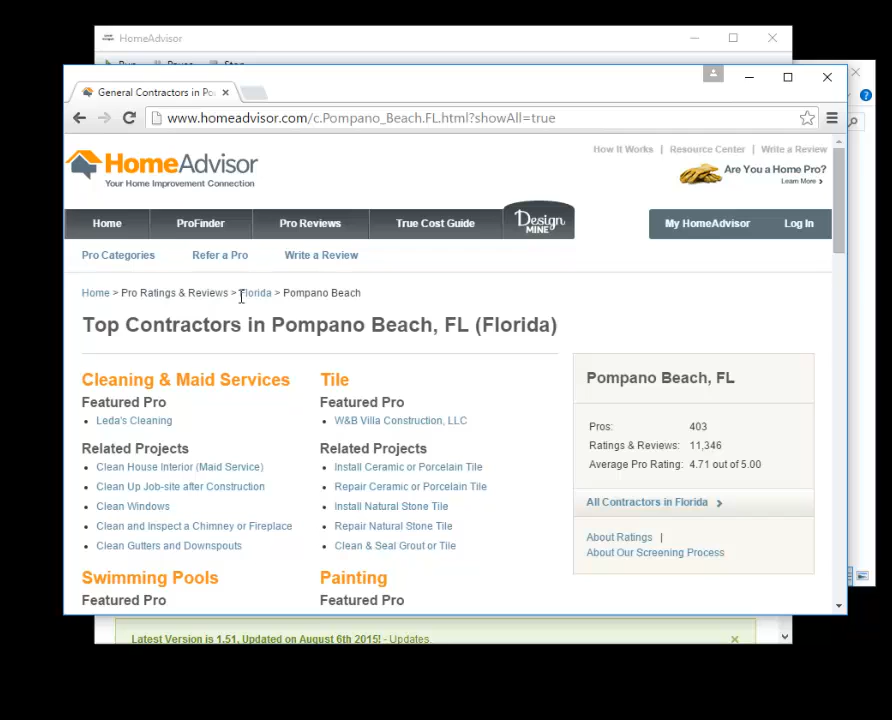 HomeAdvisor
Run Pause Stop
General Contractors in Po
www.homeadvisor.com/c.Pompano_Beach.FL.html?showAll=true
HomeAdvisor
Your Home Improvement Connection
How It Works | Resource Center | Write a Review
Are You a Home Pro?
Learn More
Home ProFinder Pro Reviews True Cost Guide Design MINE My HomeAdvisor Log In
Pro Categories Refer a Pro Write a Review
Home > Pro Ratings & Reviews > Florida > Pompano Beach
Top Contractors in Pompano Beach, FL (Florida)
Cleaning & Maid Services
Featured Pro
Leda's Cleaning
Related Projects
Clean House Interior (Maid Service)
Clean Up Job-site after Construction
Clean Windows
Clean and Inspect a Chimney or Fireplace
Clean Gutters and Downspouts
Swimming Pools
Featured Pro
Tile
Featured Pro
W&B Villa Construction, LLC
Related Projects
Install Ceramic or Porcelain Tile
Repair Ceramic or Porcelain Tile
Install Natural Stone Tile
Repair Natural Stone Tile
Clean & Seal Grout or Tile
Painting
Featured Pro
Pompano Beach, FL
Pros: 403
Ratings & Reviews: 11,346
Average Pro Rating: 4.71 out of 5.00
All Contractors in Florida
About Ratings |
About Our Screening Process
Latest Version is 1.51, Updated on August 6th 2015! - Updates.